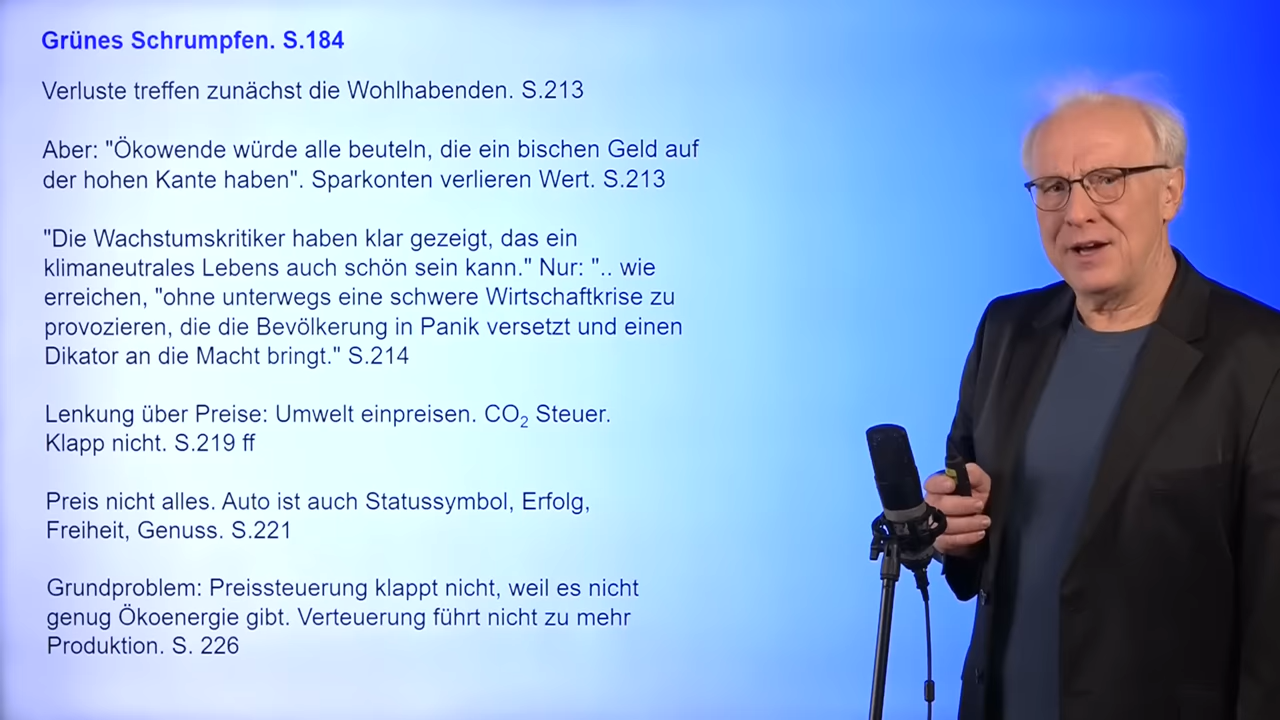 Grünes Schrumpfen. S.184
Verluste treffen zunächst die Wohlhabenden. S.213
Aber: "Ökowende würde alle beuteln, die ein bischen Geld auf
der hohen Kante haben". Sparkonten verlieren Wert. S.213
"Die Wachstumskritiker haben klar gezeigt, das ein
klimaneutrales Lebens auch schön sein kann." Nur: ".. wie
erreichen, "ohne unterwegs eine schwere Wirtschaftkrise zu
provozieren, die die Bevölkerung in Panik versetzt und einen
Dikator an die Macht bringt." S.214
Lenkung über Preise: Umwelt einpreisen. CO₂ Steuer.
Klapp nicht. S.219 ff
Preis nicht alles. Auto ist auch Statussymbol, Erfolg,
Freiheit, Genuss. S.221
Grundproblem: Preissteuerung klappt nicht, weil es nicht
genug Ökoenergie gibt. Verteuerung führt nicht zu mehr
Produktion. S. 226